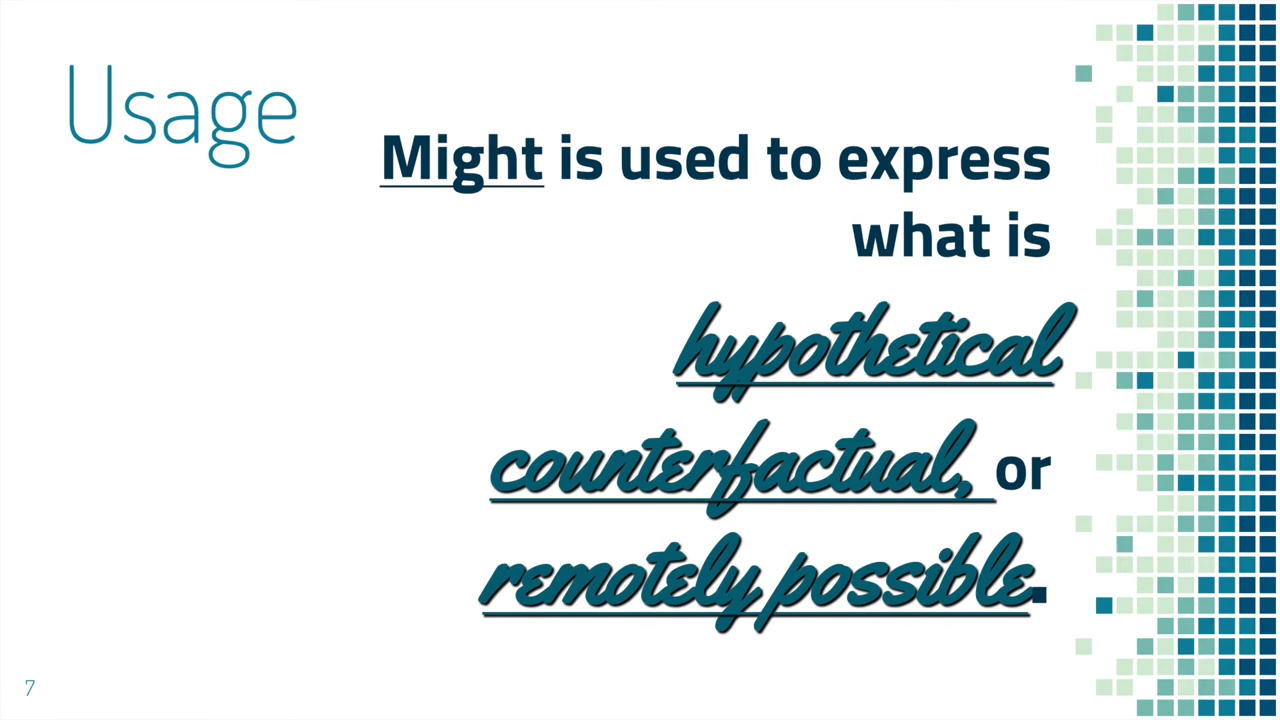 Usage
Might is used to express
what is
hypothetical
counterfactual, or
remotely possible.
7